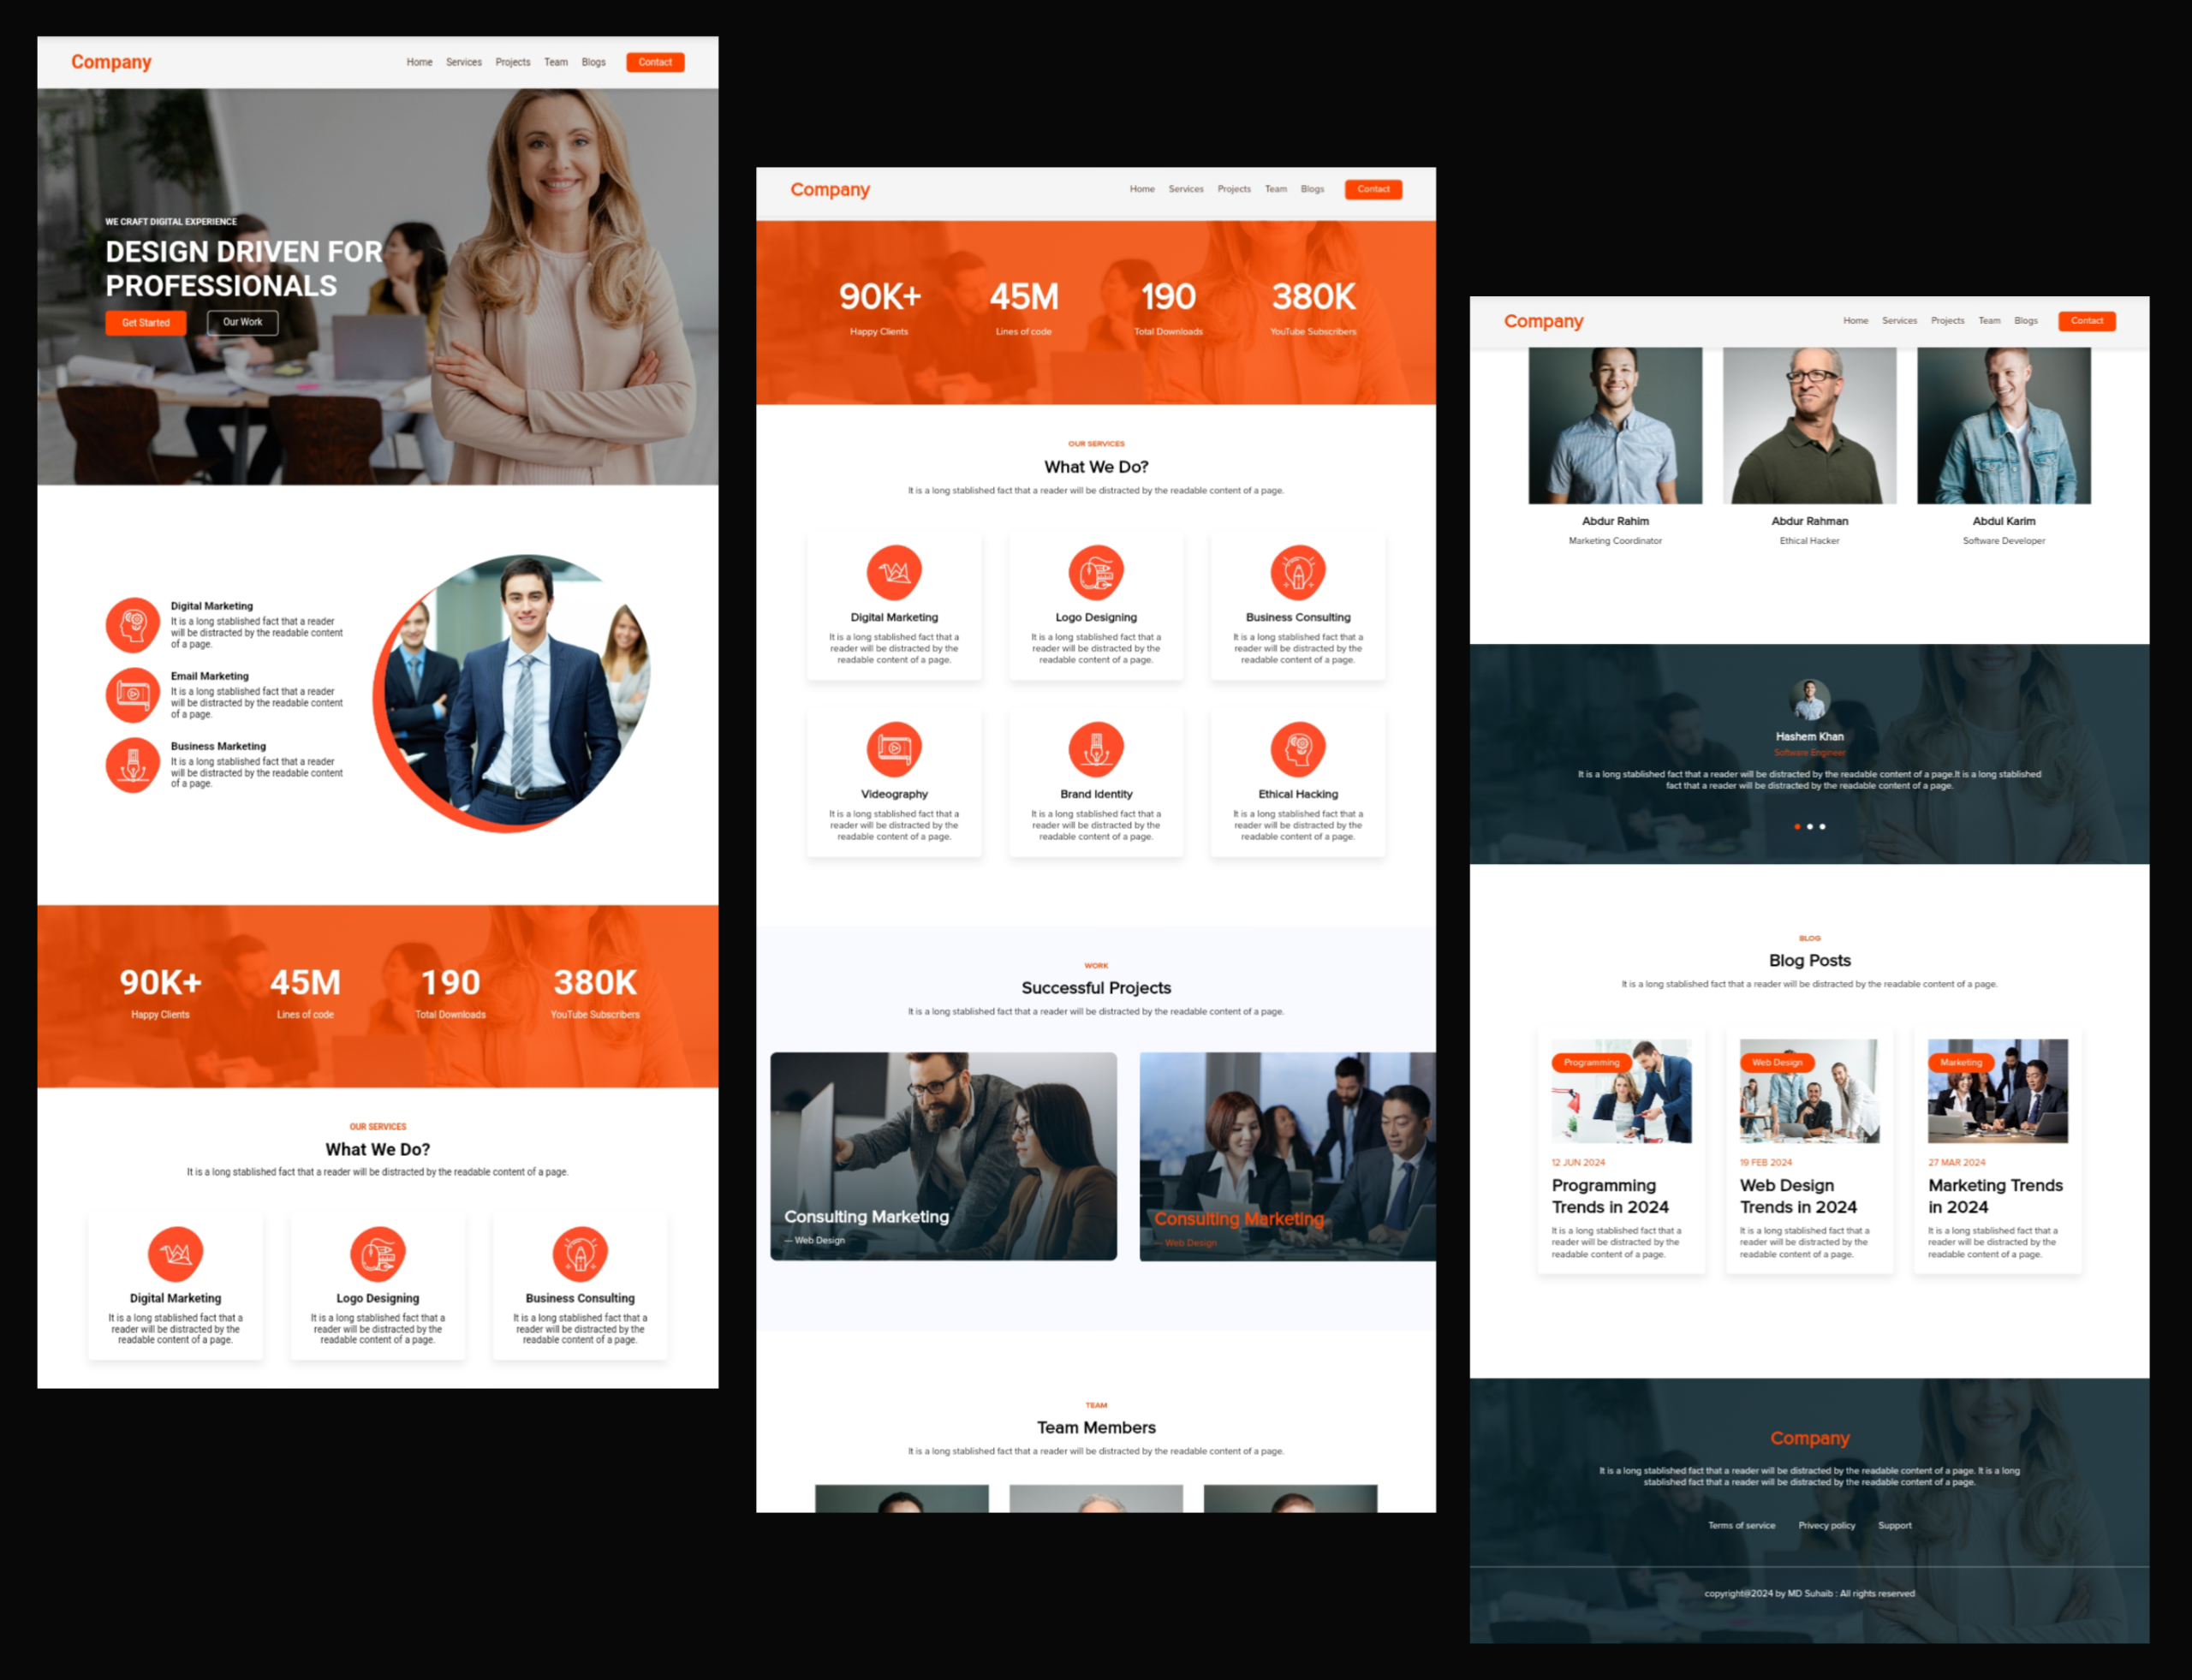 Company
Home Services Projects Team Blogs Contact
WE CRAFT DIGITAL EXPERIENCE
DESIGN DRIVEN FOR
PROFESSIONALS
Get Started Our Work
Digital Marketing
It is a long stablished fact that a reader
will be distracted by the readable content
of a page.
Email Marketing
It is a long stablished fact that a reader
will be distracted by the readable content
of a page.
Business Marketing
It is a long stablished fact that a reader
will be distracted by the readable content
of a page.
90K+ 45M 190 380K
Happy Clients Lines of code Total Downloads YouTube Subscribers
OUR SERVICES
What We Do?
It is a long stablished fact that a reader will be distracted by the readable content of a page.
Digital Marketing
It is a long stablished fact that a
reader will be distracted by the
readable content of a page.
Logo Designing
It is a long stablished fact that a
reader will be distracted by the
readable content of a page.
Business Consulting
It is a long stablished fact that a
reader will be distracted by the
readable content of a page.
Company
Home Services Projects Team Blogs Contact
90K+ 45M 190 380K
Happy Clients Lines of code Total Downloads YouTube Subscribers
OUR SERVICES
What We Do?
It is a long stablished fact that a reader will be distracted by the readable content of a page.
Digital Marketing
It is a long stablished fact that a
reader will be distracted by the
readable content of a page.
Logo Designing
It is a long stablished fact that a
reader will be distracted by the
readable content of a page.
Business Consulting
It is a long stablished fact that a
reader will be distracted by the
readable content of a page.
Videography
It is a long stablished fact that a
reader will be distracted by the
readable content of a page.
Brand Identity
It is a long stablished fact that a
reader will be distracted by the
readable content of a page.
Ethical Hacking
It is a long stablished fact that a
reader will be distracted by the
readable content of a page.
WORK
Successful Projects
It is a long stablished fact that a reader will be distracted by the readable content of a page.
Consulting Marketing
— Web Design
Consulting Marketing
— Web Design
TEAM
Team Members
It is a long stablished fact that a reader will be distracted by the readable content of a page.
Company
Home Services Projects Team Blogs Contact
Abdur Rahim
Marketing Coordinator
Abdur Rahman
Ethical Hacker
Abdul Karim
Software Developer
Hashem Khan
Software Engineer
It is a long stablished fact that a reader will be distracted by the readable content of a page.It is a long stablished
fact that a reader will be distracted by the readable content of a page.
BLOG
Blog Posts
It is a long stablished fact that a reader will be distracted by the readable content of a page.
Programming
12 JUN 2024
Programming
Trends in 2024
It is a long stablished fact that a
reader will be distracted by the
readable content of a page.
Web Design
19 FEB 2024
Web Design
Trends in 2024
It is a long stablished fact that a
reader will be distracted by the
readable content of a page.
Marketing
27 MAR 2024
Marketing Trends
in 2024
It is a long stablished fact that a
reader will be distracted by the
readable content of a page.
Company
It is a long stablished fact that a reader will be distracted by the readable content of a page. It is a long
stablished fact that a reader will be distracted by the readable content of a page.
Terms of service Privecy policy Support
copyright@2024 by MD Suhaib : All rights reserved